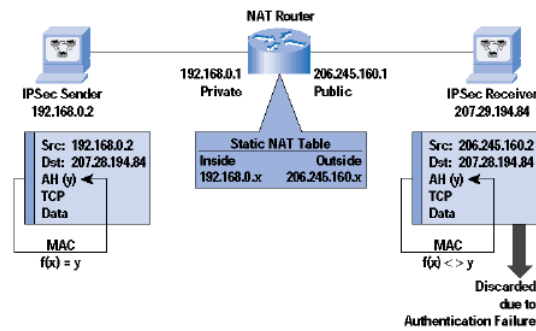 NAT Router
192.168.0.1
Private
206.245.160.1
Public
IPSec Sender
192.168.0.2
IPSec Receiver
207.29.194.84
Static NAT Table
Inside Outside
192.168.0.x 206.245.160.x
Src: 192.168.0.2
Dst: 207.28.194.84
AH (y)
TCP
Data
MAC
f(x) = y
Src: 206.245.160.2
Dst: 207.28.194.84
AH (y)
TCP
Data
MAC
f(x) < > y
Discarded
due to
Authentication Failure